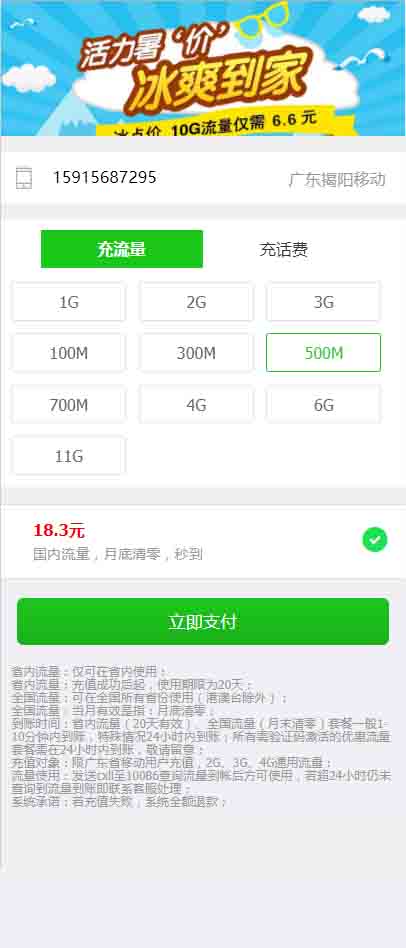 活力暑‘价’
冰爽到家
冰点价 10G流量仅需 6.6 元
15915687295 广东揭阳移动
充流量 充话费
1G 2G 3G
100M 300M 500M
700M 4G 6G
11G
18.3元
国内流量，月底清零，秒到
立即支付
省内流量：仅可在省内使用；
省内流量：充值成功后起，使用期限为20天；
全国流量：可在全国所有省份使用（港澳台除外）；
全国流量：当月有效是指：月底清零；
到账时间：省内流量（20天有效）、全国流量（月末清零）套餐一般1-
10分钟内到账，特殊情况24小时内到账；所有需验证码激活的优惠流量
套餐需在24小时内到账，敬请留意；
充值对象：限广东省移动用户充值，2G、3G、4G通用流量；
流量使用：发送cxll至10086查询流量到帐后方可使用，若超24小时仍未
查询到流量到账即联系客服处理；
系统承诺：若充值失败，系统全额退款；